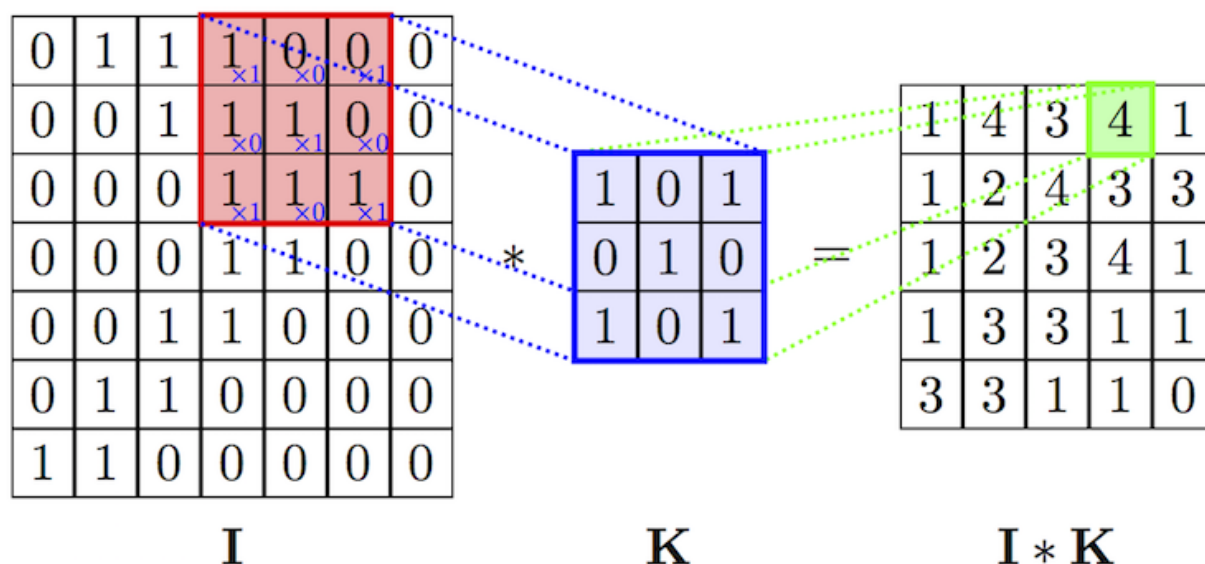 0 1 1 1 0 0 0
×1 ×0 ×1
0 0 1 1 1 0 0
×0 ×1 ×0
0 0 0 1 1 1 0
×1 ×0 ×1
0 0 0 1 1 0 0
0 0 1 1 0 0 0
0 1 1 0 0 0 0
1 1 0 0 0 0 0
I
*
1 0 1
0 1 0
1 0 1
K
=
1 4 3 4 1
1 2 4 3 3
1 2 3 4 1
1 3 3 1 1
3 3 1 1 0
I * K